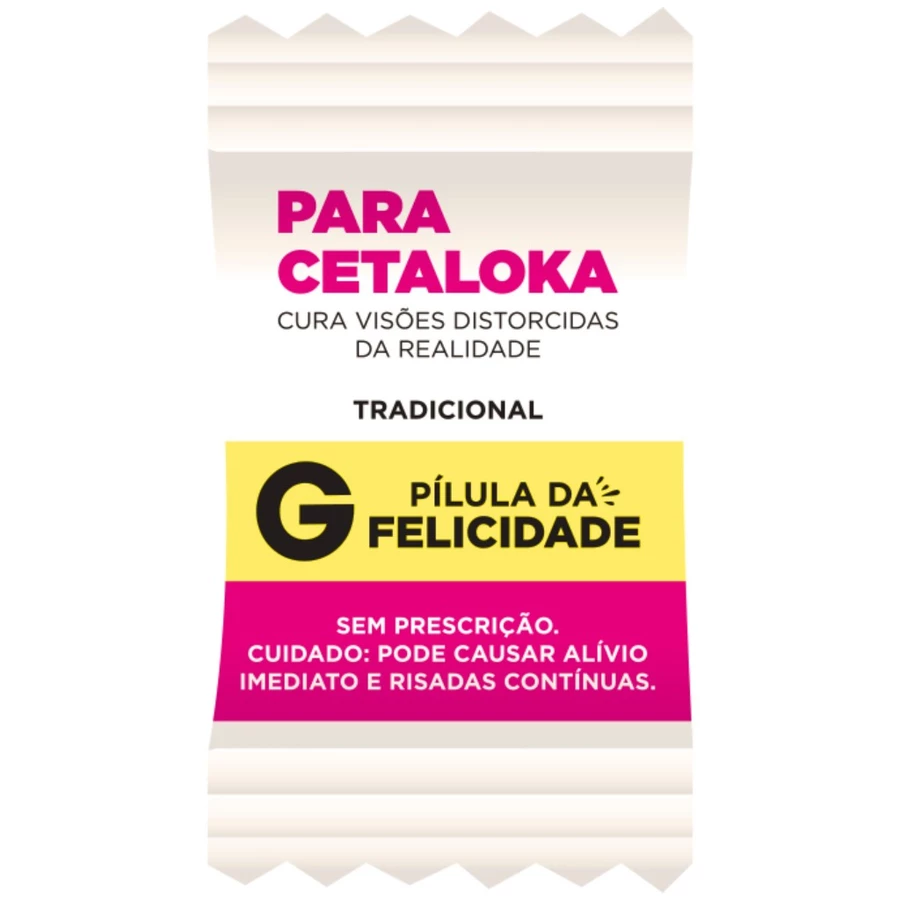 PARA
CETALOKA
CURA VISÕES DISTORCIDAS
DA REALIDADE
TRADICIONAL
G
PÍLULA DA
FELICIDADE
SEM PRESCRIÇÃO.
CUIDADO: PODE CAUSAR ALÍVIO
IMEDIATO E RISADAS CONTÍNUAS.